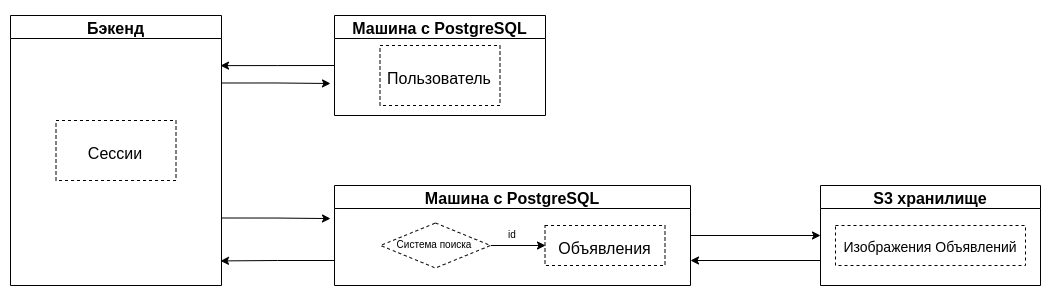 Бэкенд
Машина с PostgreSQL
Пользователь
Сессии
Машина с PostgreSQL
S3 хранилище
Система поиска
id
Объявления
Изображения Объявлений